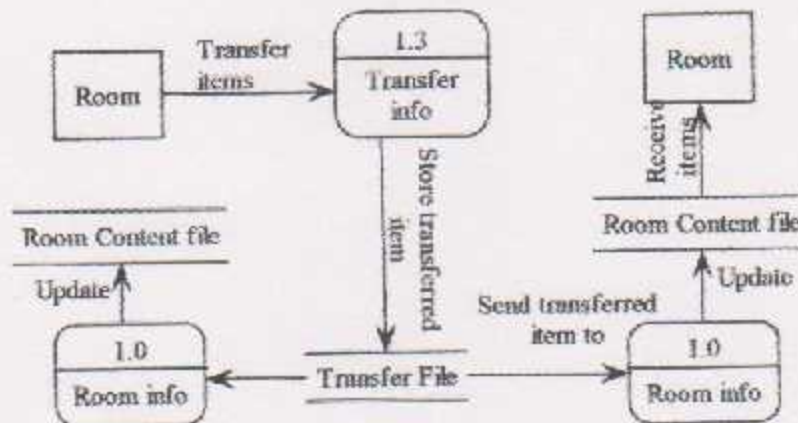 Room
Transfer
items
1.3
Transfer
info
Room
Receive
items
Store transferred
item
Room Content file
Update
1.0
Room info
Transfer File
Send transferred
item to
Room Content file
Update
1.0
Room info